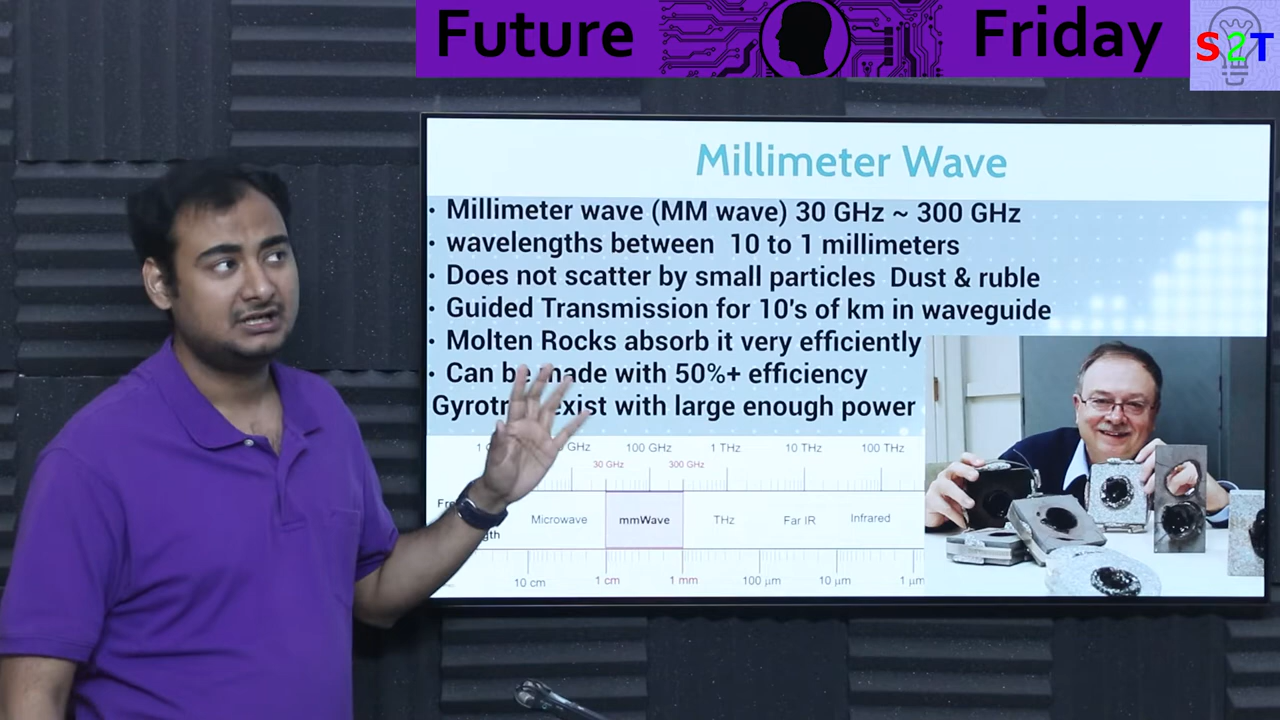 Future Friday
S2T
Millimeter Wave
• Millimeter wave (MM wave) 30 GHz ~ 300 GHz
• wavelengths between 10 to 1 millimeters
• Does not scatter by small particles Dust & ruble
• Guided Transmission for 10's of km in waveguide
• Molten Rocks absorb it very efficiently
• Can be made with 50%+ efficiency
exist with large enough power
100 GHz 1 THz 10 THz 100 THz
30 GHz 300 GHz
Microwave mmWave THz Far IR Infrared
10 cm 1 cm 1 mm 100 µm 10 µm 1 µm